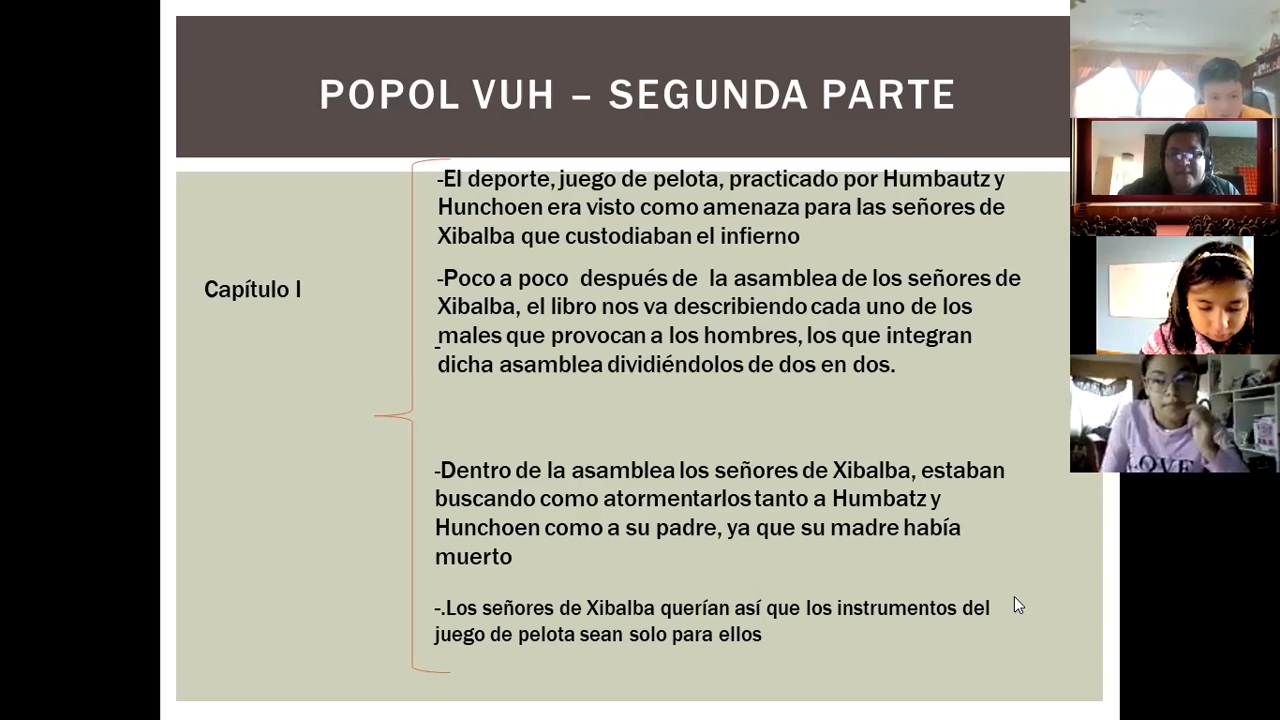 POPOL VUH – SEGUNDA PARTE
-El deporte, juego de pelota, practicado por Humbautz y
Hunchoen era visto como amenaza para las señores de
Xibalba que custodiaban el infierno
Capítulo I
-Poco a poco después de la asamblea de los señores de
Xibalba, el libro nos va describiendo cada uno de los
males que provocan a los hombres, los que integran
dicha asamblea dividiéndolos de dos en dos.
-
-Dentro de la asamblea los señores de Xibalba, estaban
buscando como atormentarlos tanto a Humbatz y
Hunchoen como a su padre, ya que su madre había
muerto
-.Los señores de Xibalba querían así que los instrumentos del
juego de pelota sean solo para ellos
LOVE